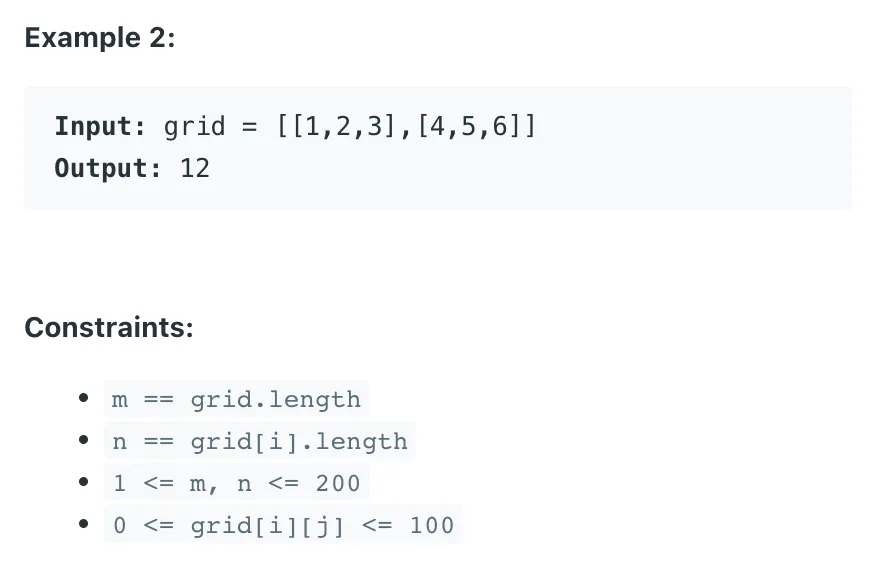 Example 2:
Input: grid = [[1,2,3],[4,5,6]]
Output: 12
Constraints:
• m == grid.length
• n == grid[i].length
• 1 <= m, n <= 200
• 0 <= grid[i][j] <= 100